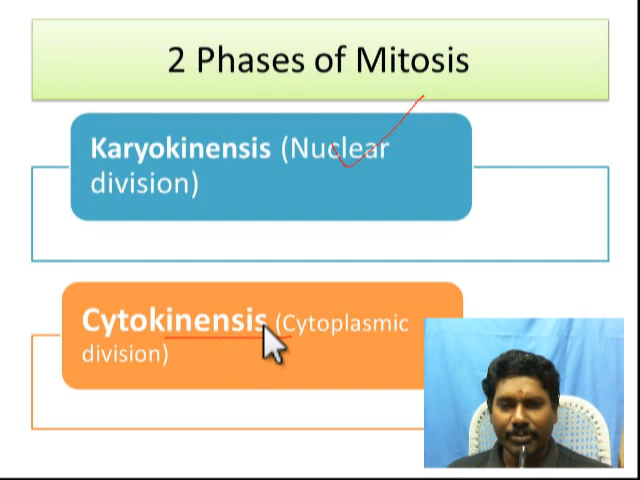 2 Phases of Mitosis
Karyokinensis (Nuclear
division)
Cytokinensis (Cytoplasmic
division)